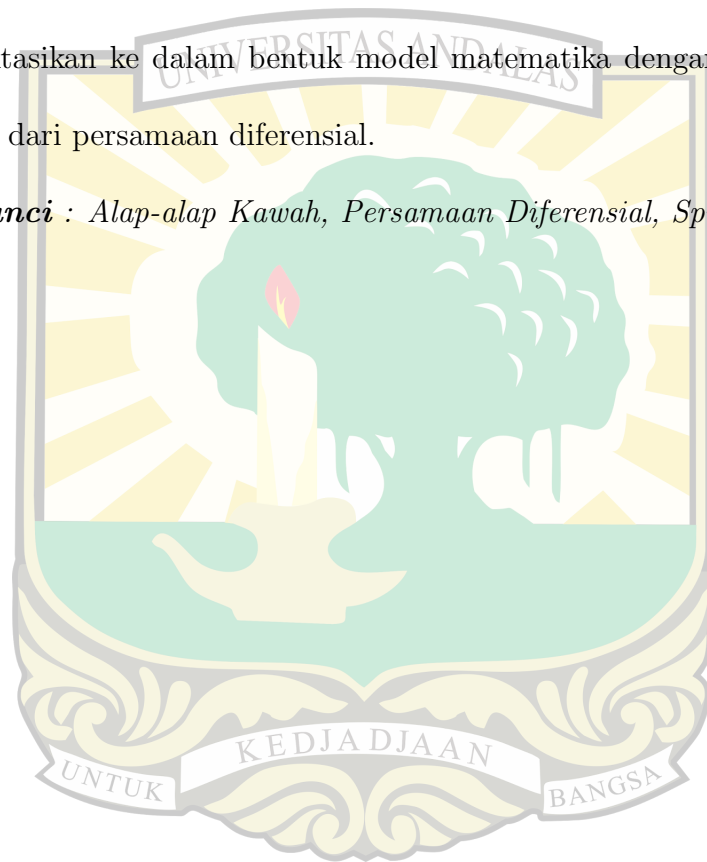 UNIVERSITAS ANDALAS
tasikan ke dalam bentuk model matematika dengan
dari persamaan diferensial.
unci : Alap-alap Kawah, Persamaan Diferensial, Sp
UNTUK KEDJADJAAN BANGSA